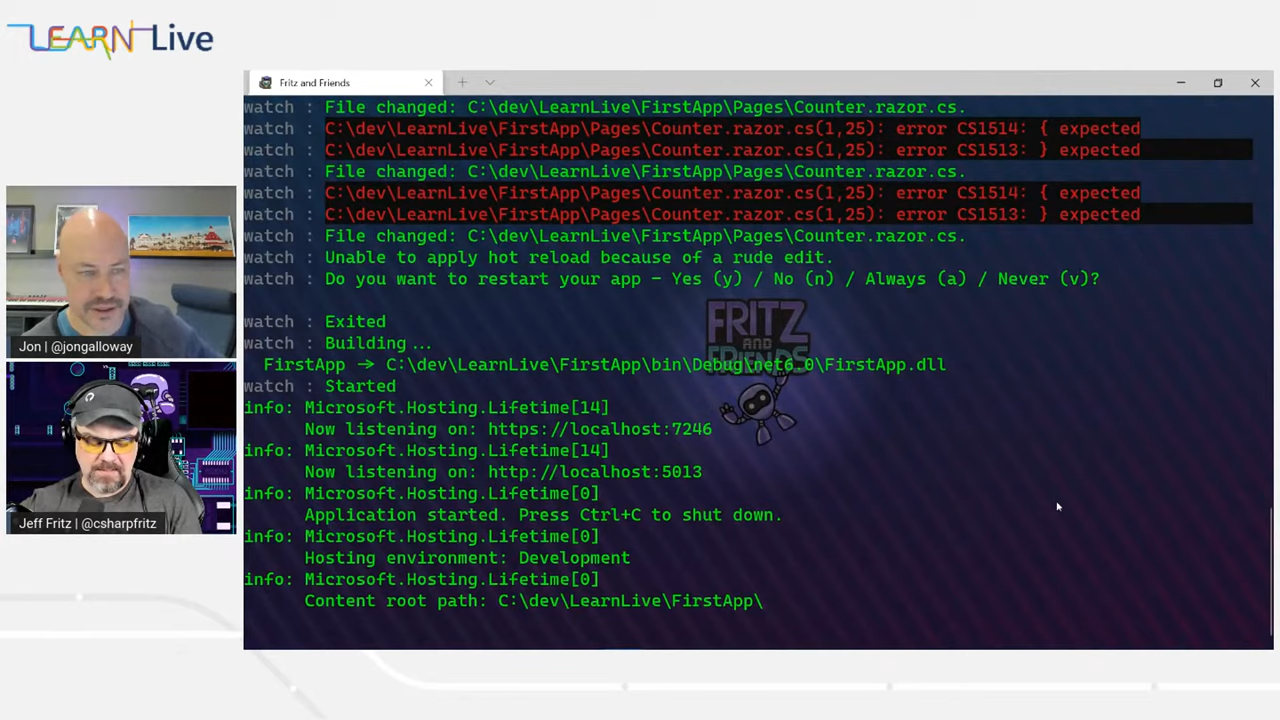 LEARN Live
Fritz and Friends
watch : File changed: C:\dev\LearnLive\FirstApp\Pages\Counter.razor.cs.
watch : C:\dev\LearnLive\FirstApp\Pages\Counter.razor.cs(1,25): error CS1514: { expected
watch : C:\dev\LearnLive\FirstApp\Pages\Counter.razor.cs(1,25): error CS1513: } expected
watch : File changed: C:\dev\LearnLive\FirstApp\Pages\Counter.razor.cs.
watch : C:\dev\LearnLive\FirstApp\Pages\Counter.razor.cs(1,25): error CS1514: { expected
watch : C:\dev\LearnLive\FirstApp\Pages\Counter.razor.cs(1,25): error CS1513: } expected
watch : File changed: C:\dev\LearnLive\FirstApp\Pages\Counter.razor.cs.
watch : Unable to apply hot reload because of a rude edit.
watch : Do you want to restart your app – Yes (y) / No (n) / Always (a) / Never (v)?
watch : Exited
watch : Building...
FirstApp -> C:\dev\LearnLive\FirstApp\bin\Debug\net6.0\FirstApp.dll
watch : Started
info: Microsoft.Hosting.Lifetime[14]
Now listening on: https://localhost:7246
info: Microsoft.Hosting.Lifetime[14]
Now listening on: http://localhost:5013
info: Microsoft.Hosting.Lifetime[0]
Application started. Press Ctrl+C to shut down.
info: Microsoft.Hosting.Lifetime[0]
Hosting environment: Development
info: Microsoft.Hosting.Lifetime[0]
Content root path: C:\dev\LearnLive\FirstApp\
FRITZ
AND
FRIENDS
Jon | @jongalloway
Jeff Fritz | @csharpfritz